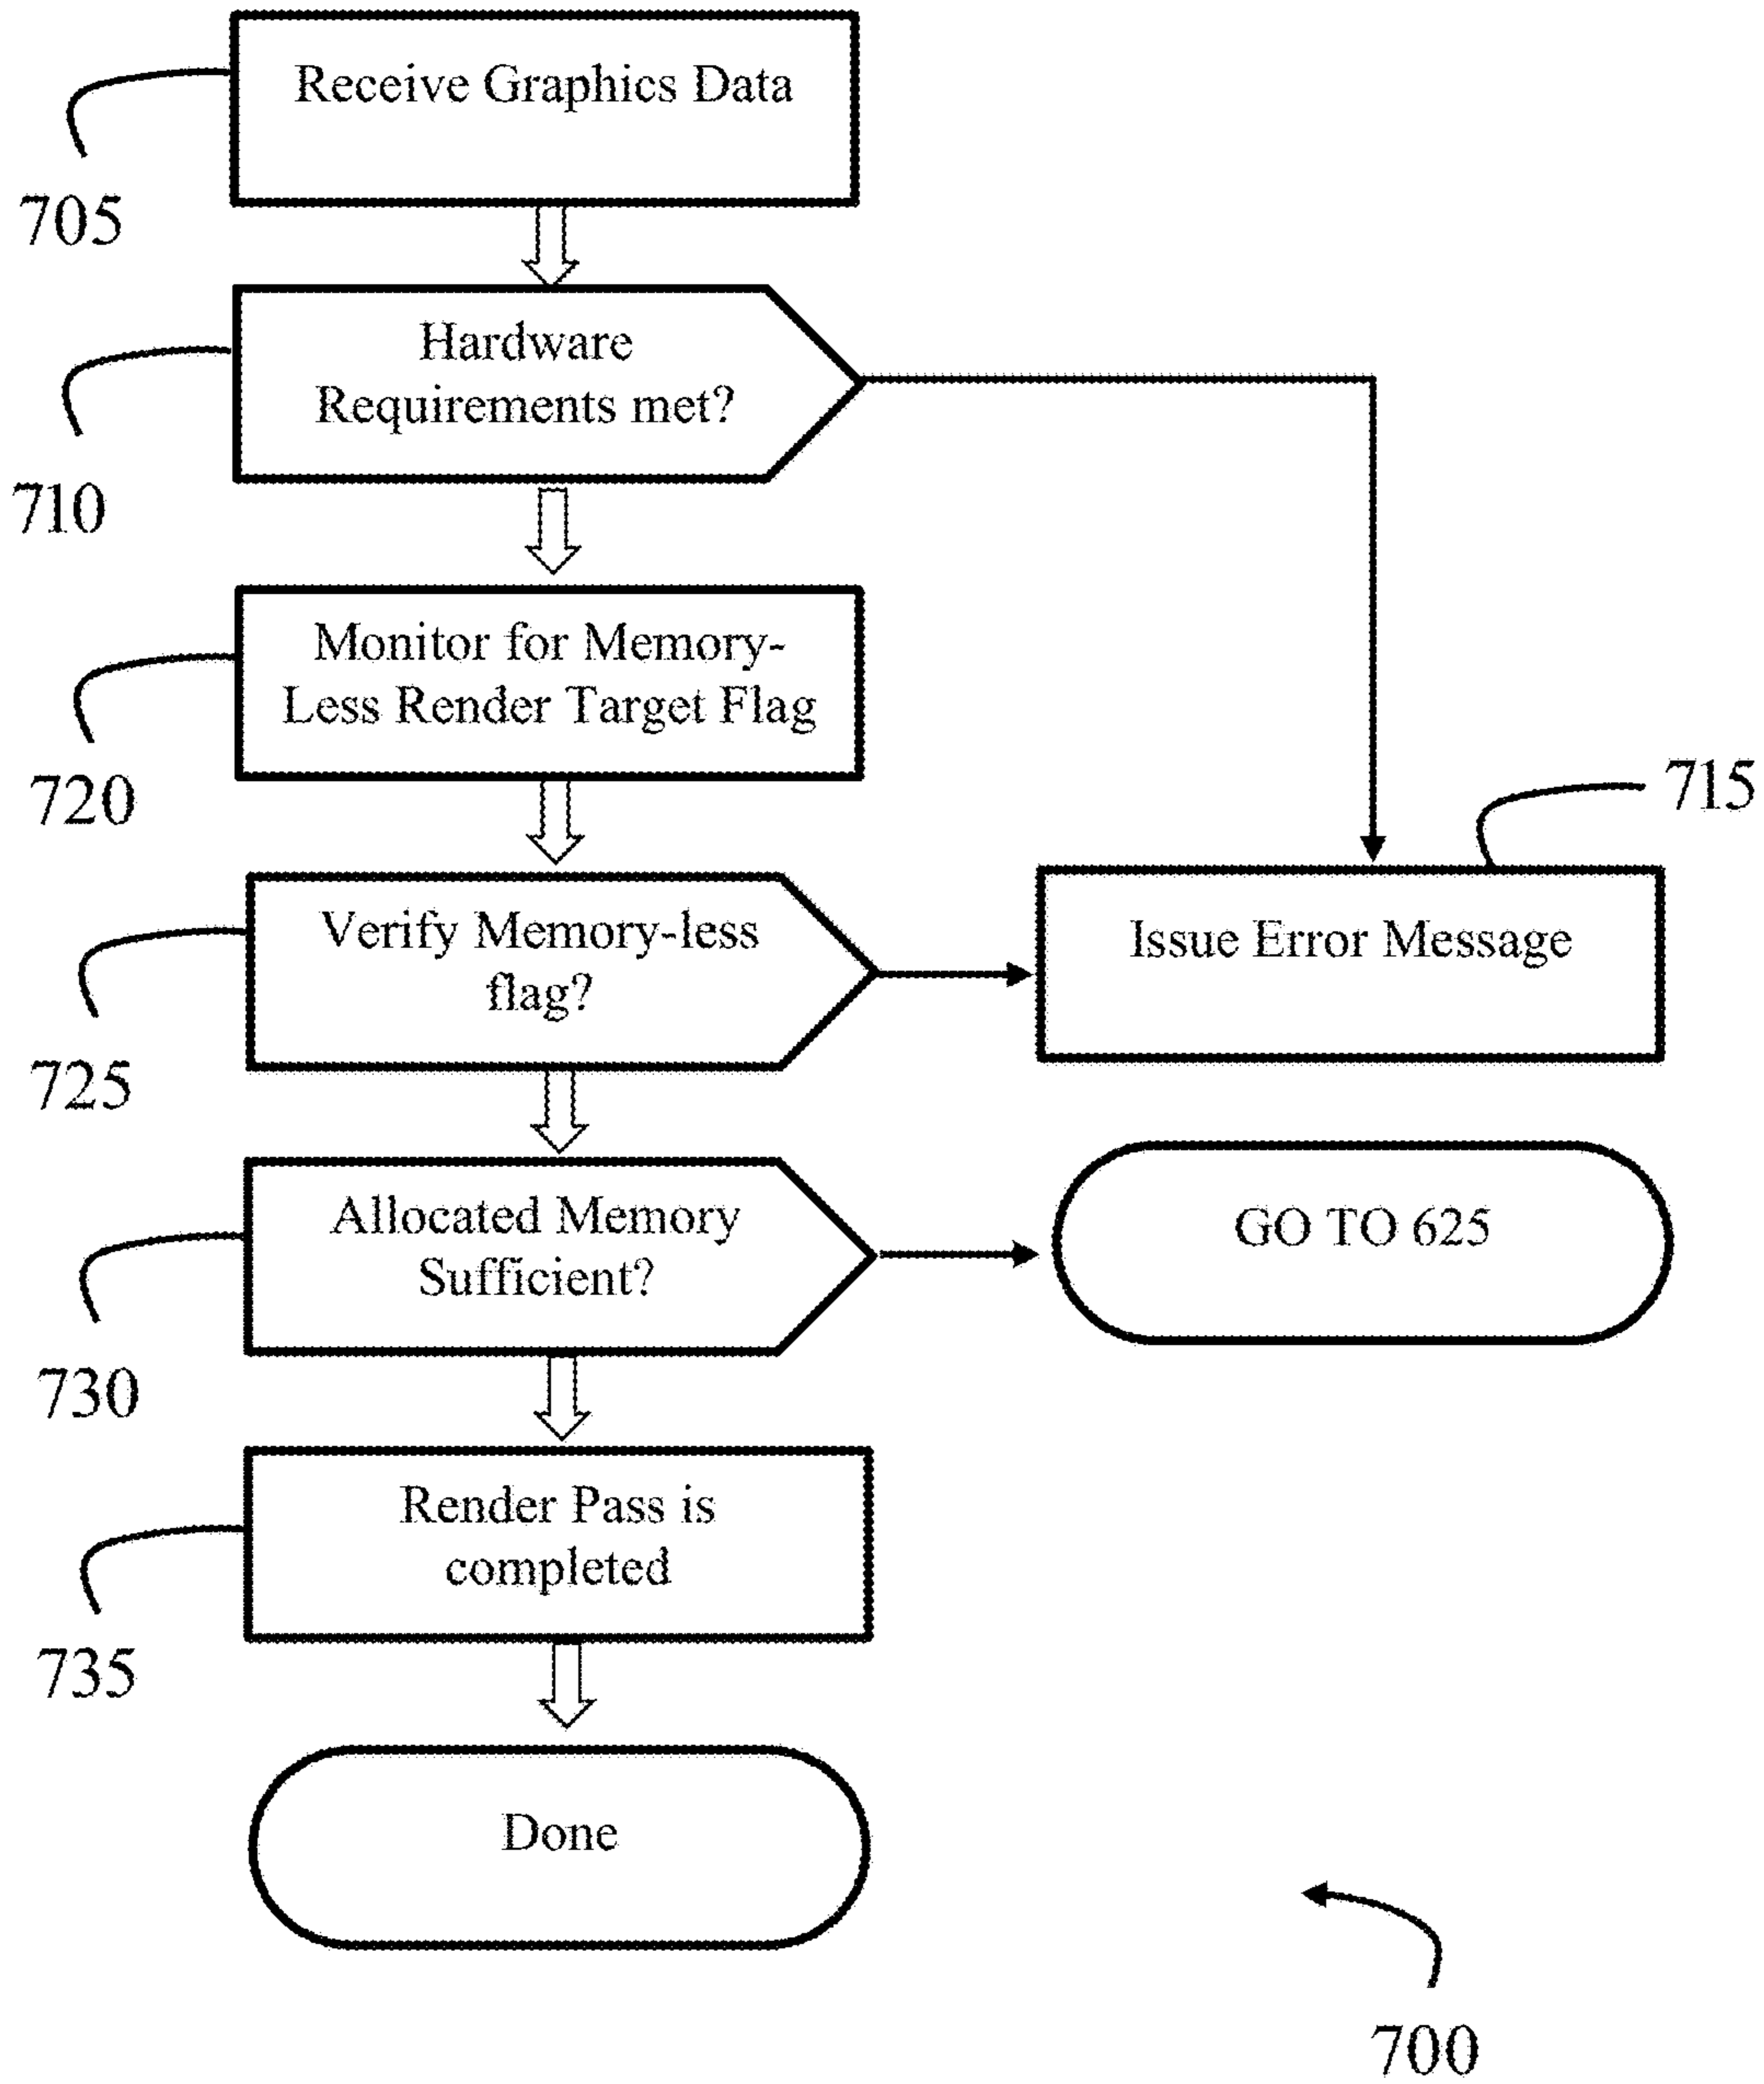 Receive Graphics Data
705
Hardware
Requirements met?
710
Monitor for Memory-
Less Render Target Flag
720
715
Verify Memory-less
flag?
Issue Error Message
725
Allocated Memory
Sufficient?
GO TO 625
730
Render Pass is
completed
735
Done
700